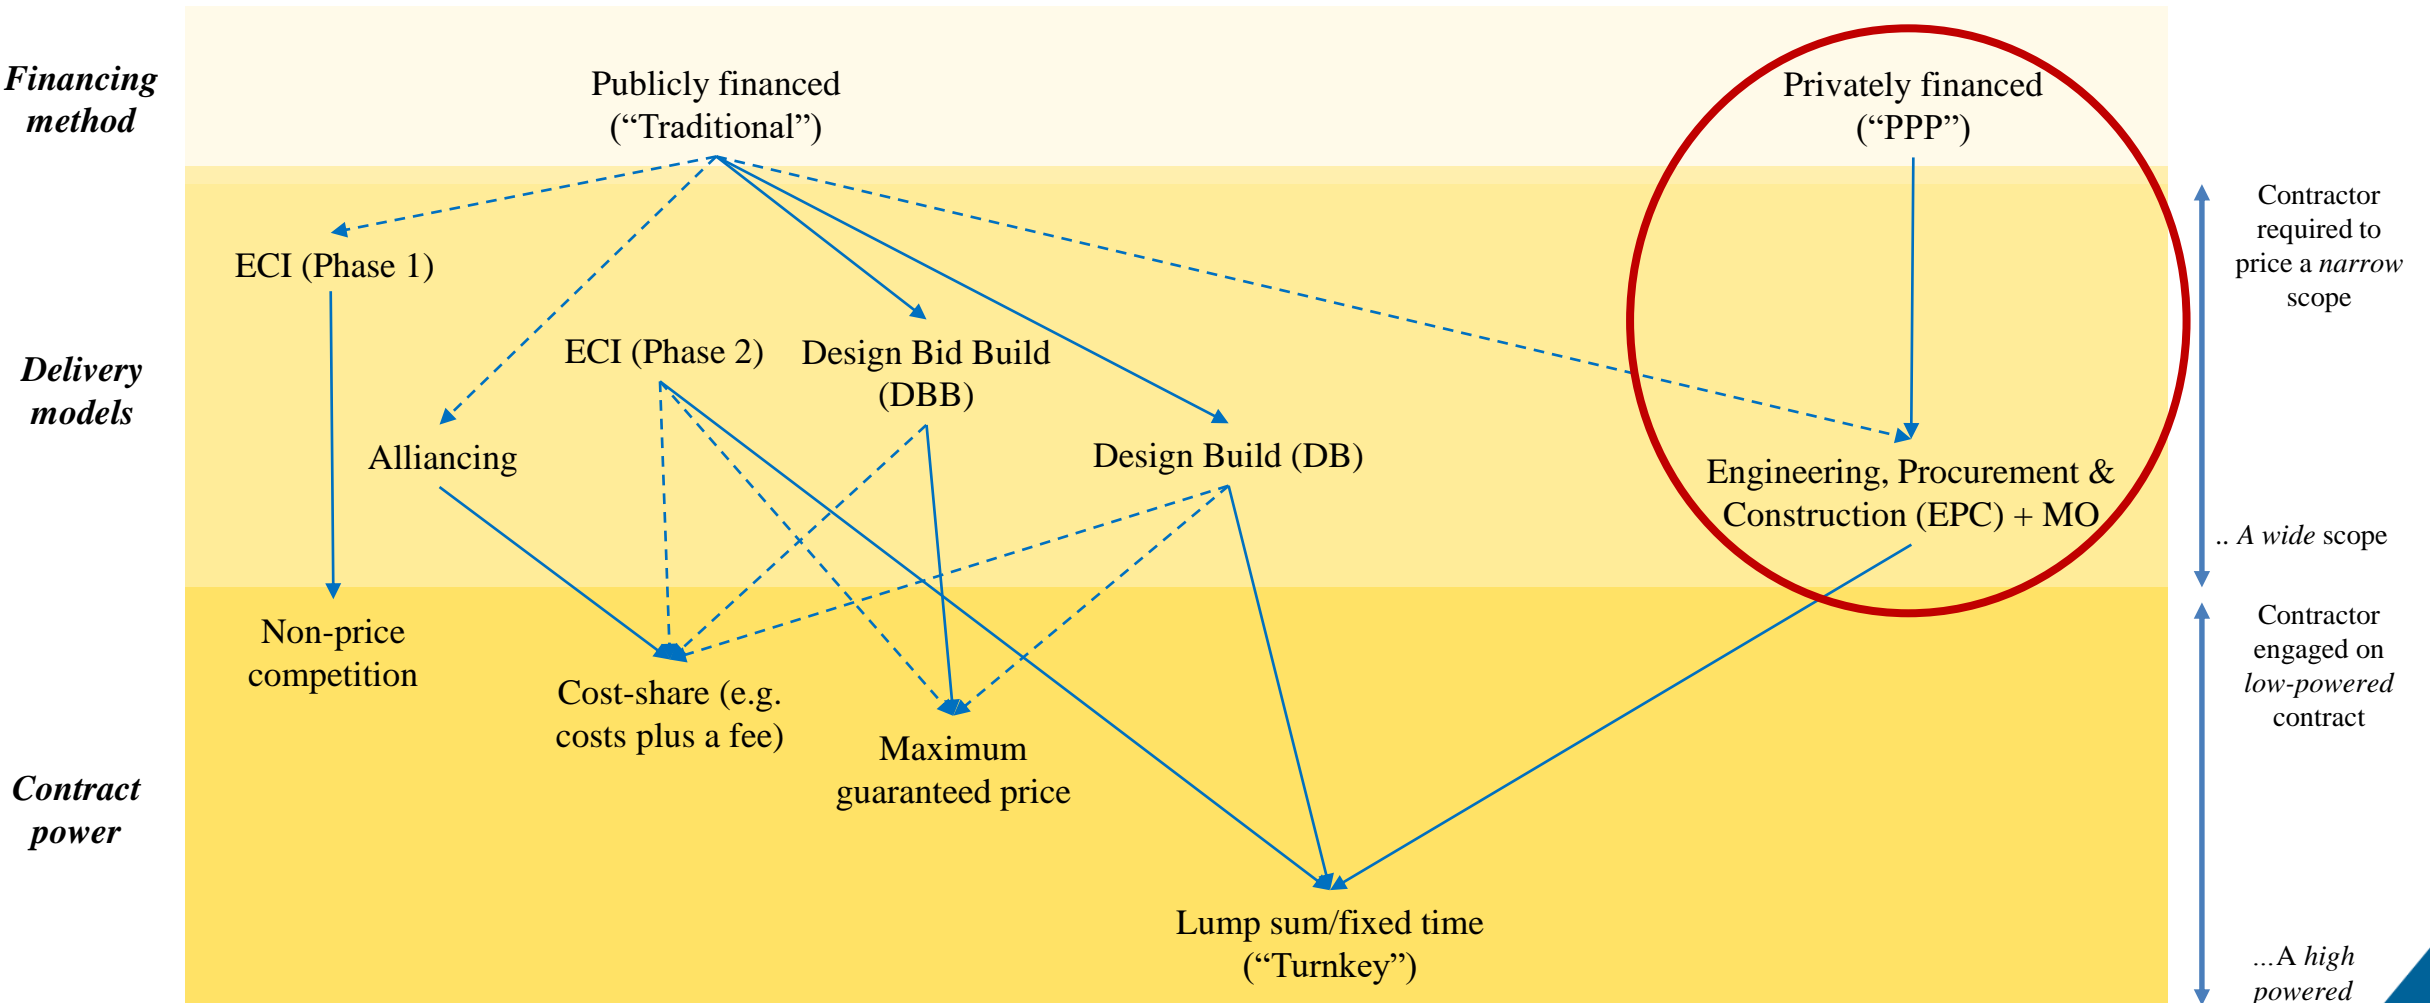 Financing
method
Publicly financed
(“Traditional”)
Privately financed
(“PPP”)
Contractor
required to
price a narrow
scope
ECI (Phase 1)
Delivery
models
ECI (Phase 2)
Design Bid Build
(DBB)
Alliancing
Design Build (DB)
Engineering, Procurement &
Construction (EPC) + MO
.. A wide scope
Contract
power
Non-price
competition
Cost-share (e.g.
costs plus a fee)
Maximum
guaranteed price
Lump sum/fixed time
(“Turnkey”)
Contractor
engaged on
low-powered
contract
...A high
powered